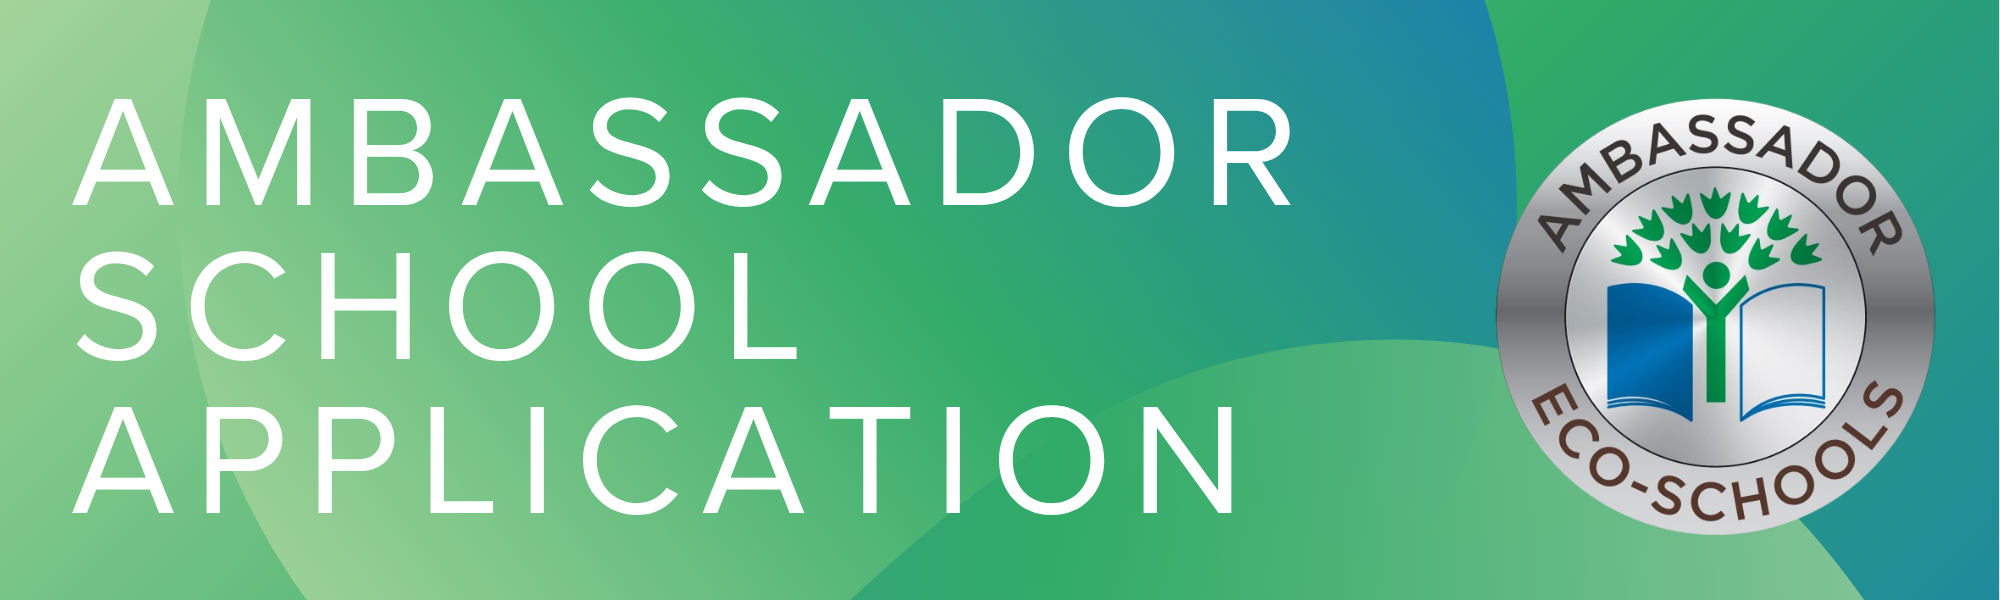 AMBASSADOR
SCHOOL
APPLICATION
AMBASSADOR
ECO-SCHOOLS